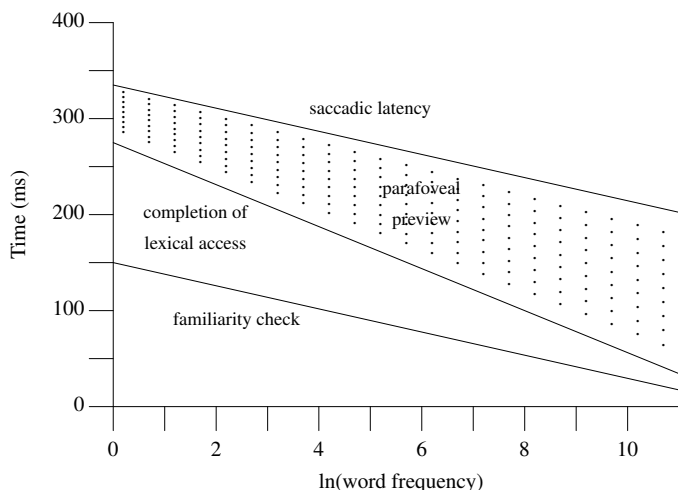 400
300
200
100
0
Time (ms)
saccadic latency
parafoveal
preview
completion of
lexical access
familiarity check
0 2 4 6 8 10
ln(word frequency)